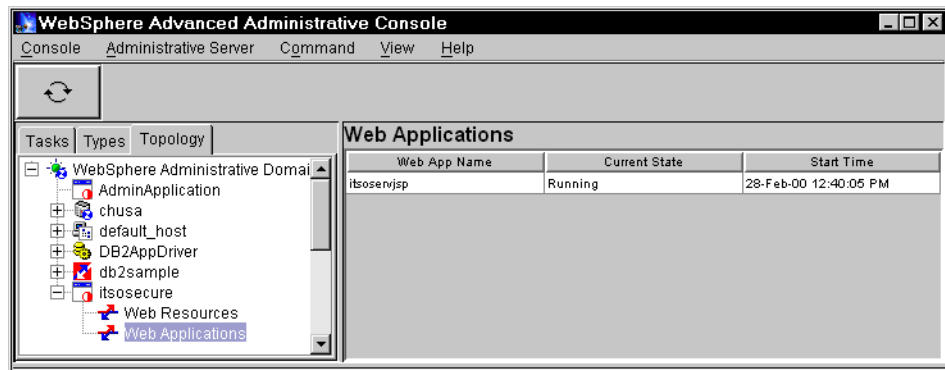 WebSphere Advanced Administrative Console
Console Administrative Server Command View Help
Tasks Types Topology
WebSphere Administrative Domai
AdminApplication
chusa
default_host
DB2AppDriver
db2sample
itsosecure
Web Resources
Web Applications
Web Applications
Web App Name Current State Start Time
itsoservjsp Running 28-Feb-00 12:40:05 PM